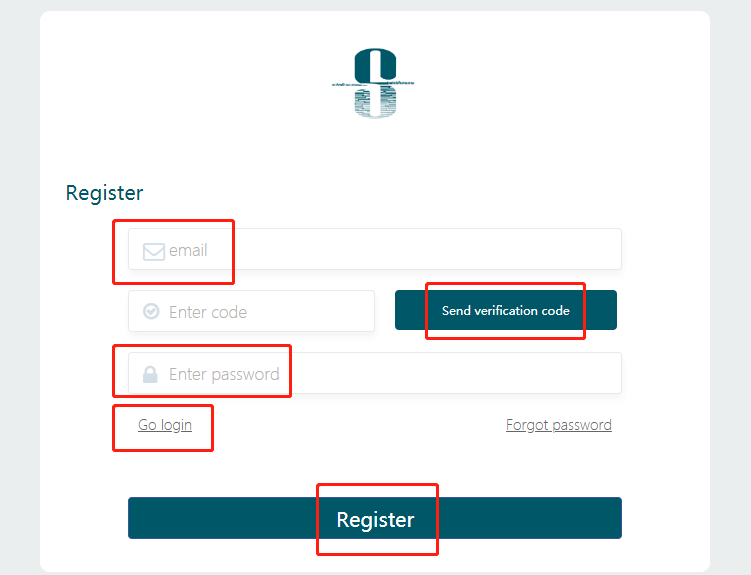 Register
email
Enter code
Send verification code
Enter password
Go login
Forgot password
Register